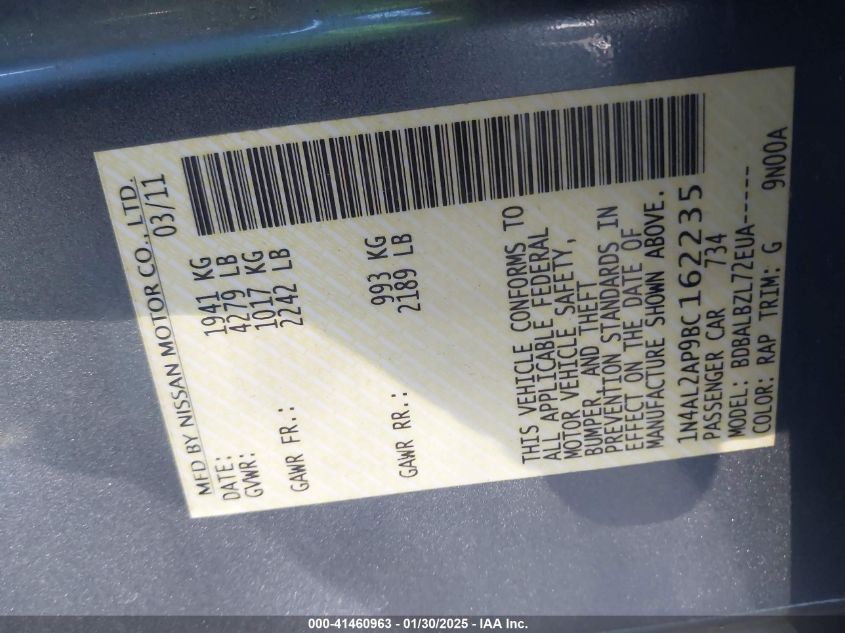 MFD BY NISSAN MOTOR CO., LTD.
DATE: 03/11
GVWR: 1941 KG
4279 LB
GAWR FR.: 1017 KG
2242 LB
GAWR RR.: 993 KG
2189 LB
THIS VEHICLE CONFORMS TO
ALL APPLICABLE FEDERAL
MOTOR VEHICLE SAFETY,
BUMPER, AND THEFT
PREVENTION STANDARDS IN
EFFECT ON THE DATE OF
MANUFACTURE SHOWN ABOVE.
1N4AL2AP9BC162235
PASSENGER CAR 734
MODEL: BDBALBZL72EUA-----
COLOR: RAP TRIM: G 9N00A
000-41460963 - 01/30/2025 - IAA Inc.